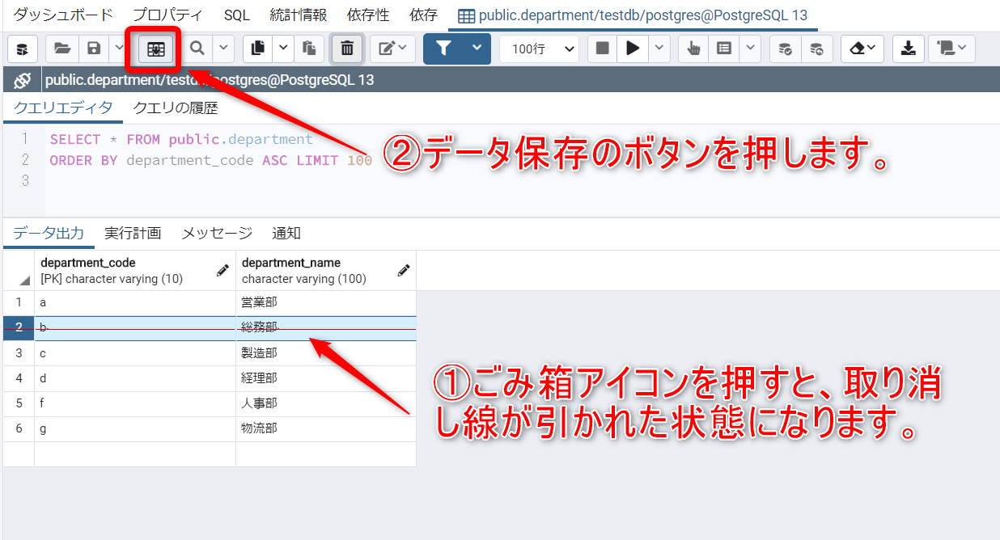 ダッシュボード プロパティ SQL 統計情報 依存性 依存 public.department/testdb/postgres@PostgreSQL 13
100行
public.department/testdb/postgres@PostgreSQL 13
クエリエディタ クエリの履歴
1 SELECT * FROM public.department
2 ORDER BY department_code ASC LIMIT 100
3
②データ保存のボタンを押します。
データ出力 実行計画 メッセージ 通知
department_code department_name
[PK] character varying (10) character varying (100)
1 a 営業部
2 b 総務部
3 c 製造部
4 d 経理部
5 f 人事部
6 g 物流部
①ごみ箱アイコンを押すと、取り消
し線が引かれた状態になります。